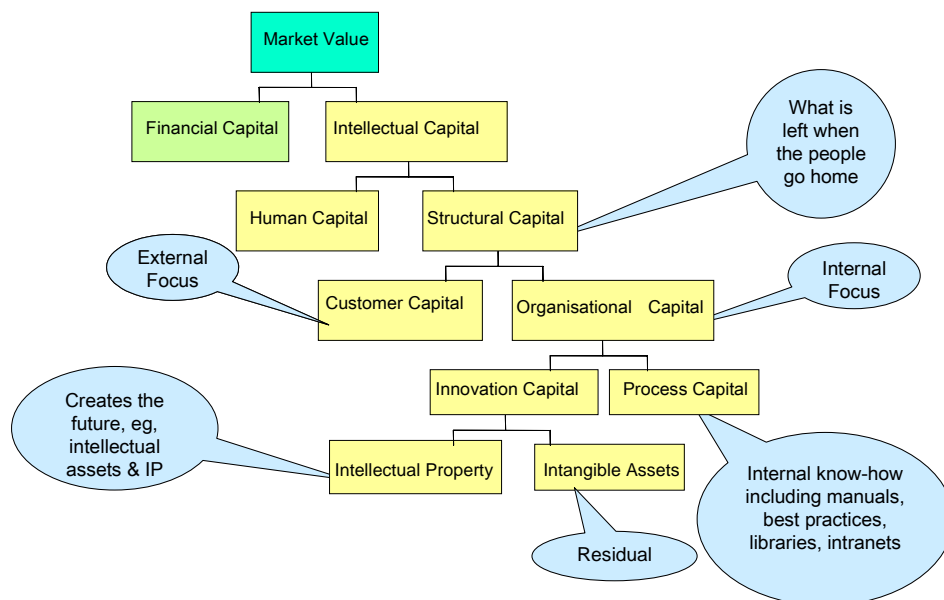 Market Value
Financial Capital
Intellectual Capital
What is
left when
the people
go home
Human Capital
Structural Capital
External
Focus
Internal
Focus
Customer Capital
Organisational Capital
Innovation Capital
Process Capital
Creates the
future, eg,
intellectual
assets & IP
Intellectual Property
Intangible Assets
Internal know-how
including manuals,
best practices,
libraries, intranets
Residual